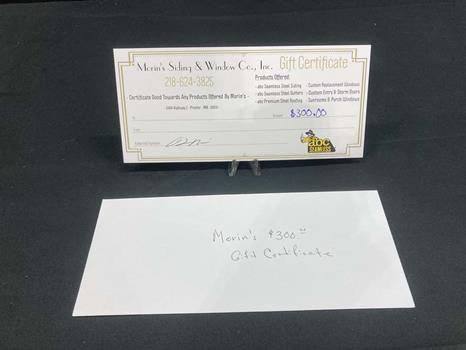 Morin's Siding & Window Co., Inc. Gift Certificate
218-624-3825
Products Offered:
- abc Seamless Steel Siding - Custom Replacement Windows
- abc Seamless Steel Gutters - Custom Entry & Storm Doors
- abc Premium Steel Roofing - Sunrooms & Porch Windows
- Certificate Good Towards Any Products Offered By Morin's -
Proctor MN
$300.00
abc
SEAMLESS
Morin's $300.00
Gift Certificate